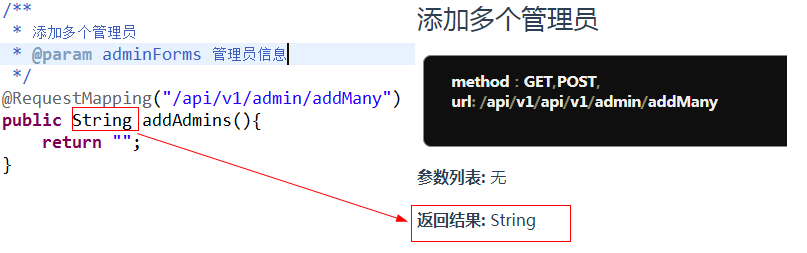 /**
 * 添加多个管理员
 * @param adminForms 管理员信息
 */
@RequestMapping("/api/v1/admin/addMany")
public String addAdmins(){
    return "";
}
添加多个管理员
method : GET,POST,
url: /api/v1/api/v1/admin/addMany
参数列表: 无
返回结果: String